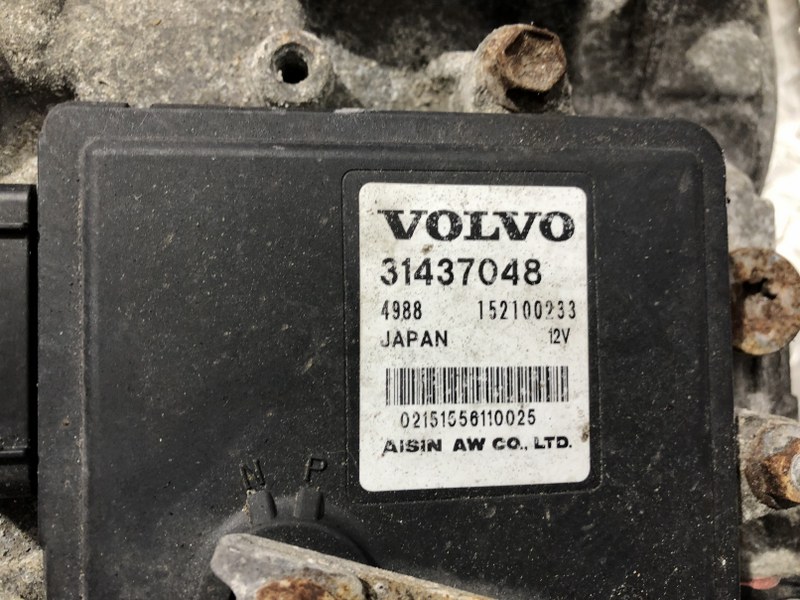 VOLVO
31437048
4988 152100233
JAPAN 12V
02151556110025
AISIN AW CO., LTD.
N P